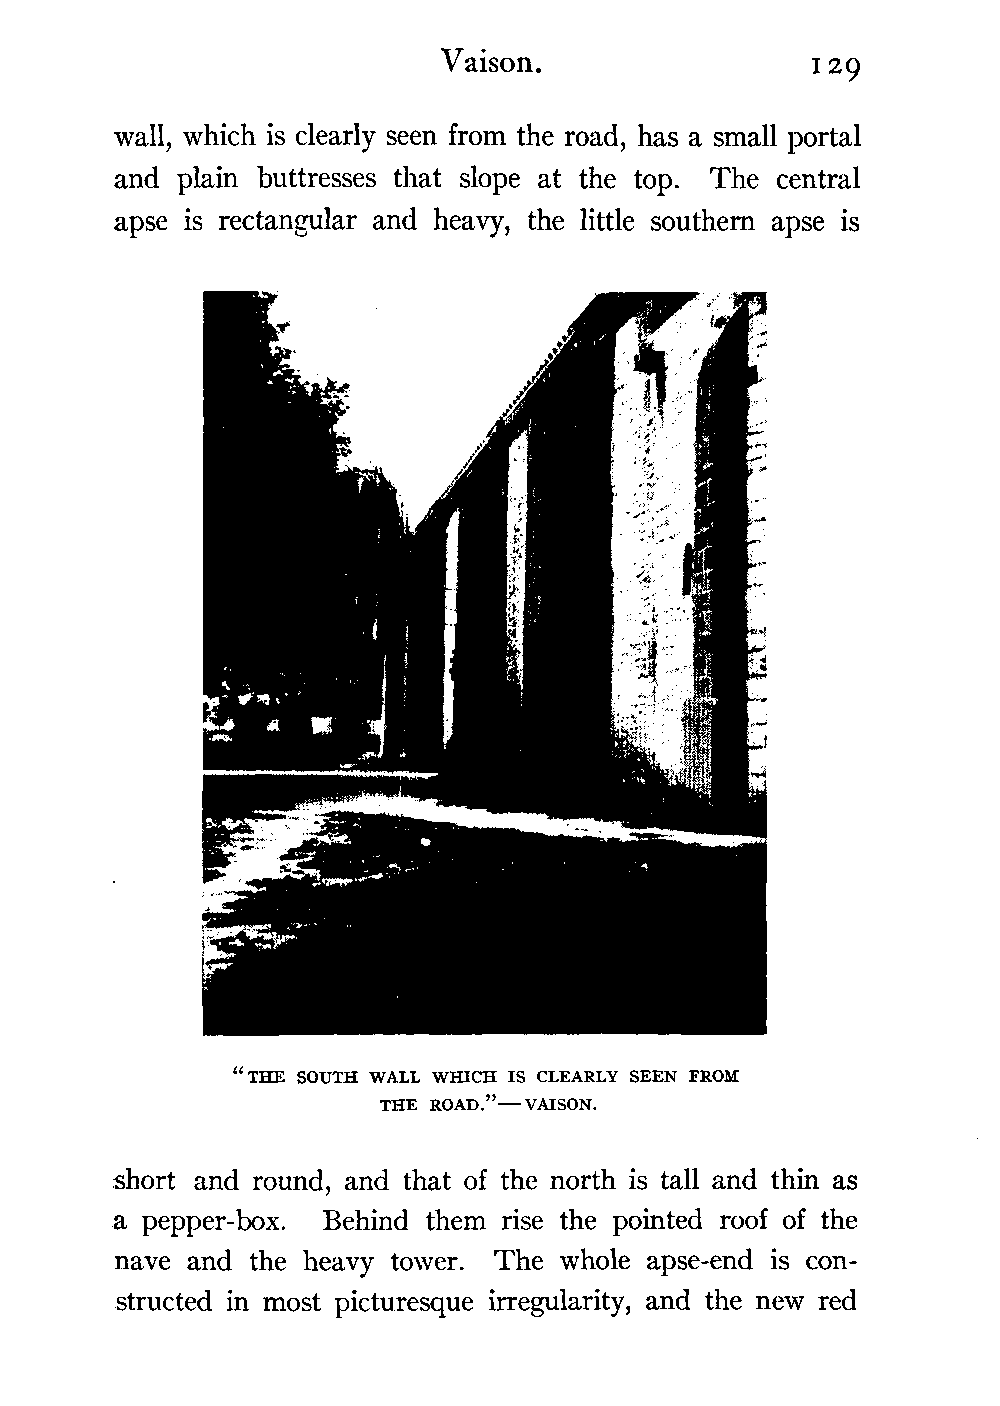 Vaison. 129
wall, which is clearly seen from the road, has a small portal
and plain buttresses that slope at the top. The central
apse is rectangular and heavy, the little southern apse is
“THE SOUTH WALL WHICH IS CLEARLY SEEN FROM
THE ROAD.”—VAISON.
short and round, and that of the north is tall and thin as
a pepper-box. Behind them rise the pointed roof of the
nave and the heavy tower. The whole apse-end is con-
structed in most picturesque irregularity, and the new red